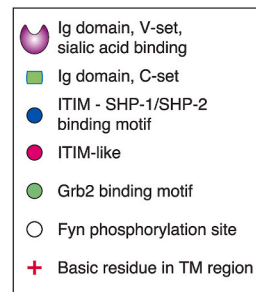 Ig domain, V-set,
sialic acid binding
Ig domain, C-set
ITIM - SHP-1/SHP-2
binding motif
ITIM-like
Grb2 binding motif
Fyn phosphorylation site
Basic residue in TM region